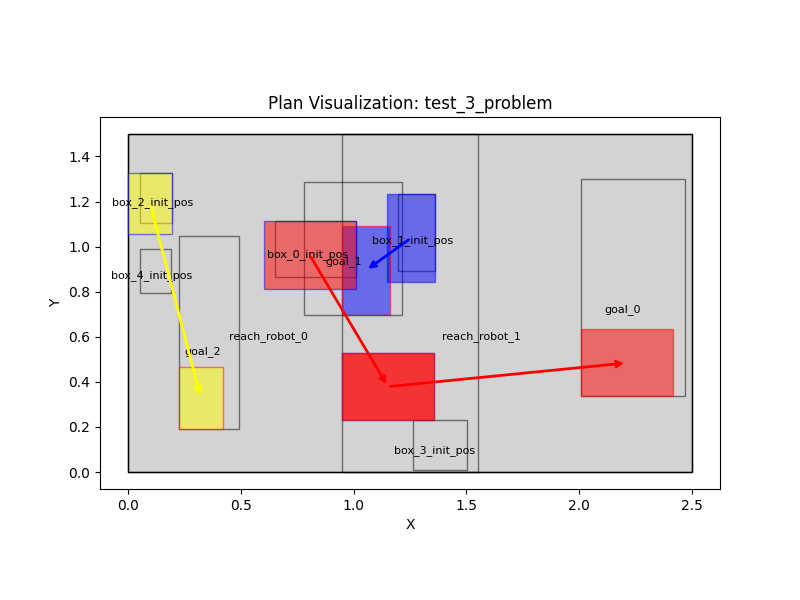 Plan Visualization: test_3_problem
1.4
1.2
1.0
0.8
0.6
0.4
0.2
0.0
Y
box_2_init_pos
box_1_init_pos
box_0_init_pos
goal_1
box_4_init_pos
goal_0
reach_robot_0
reach_robot_1
goal_2
box_3_init_pos
0.0
0.5
1.0
1.5
2.0
2.5
X